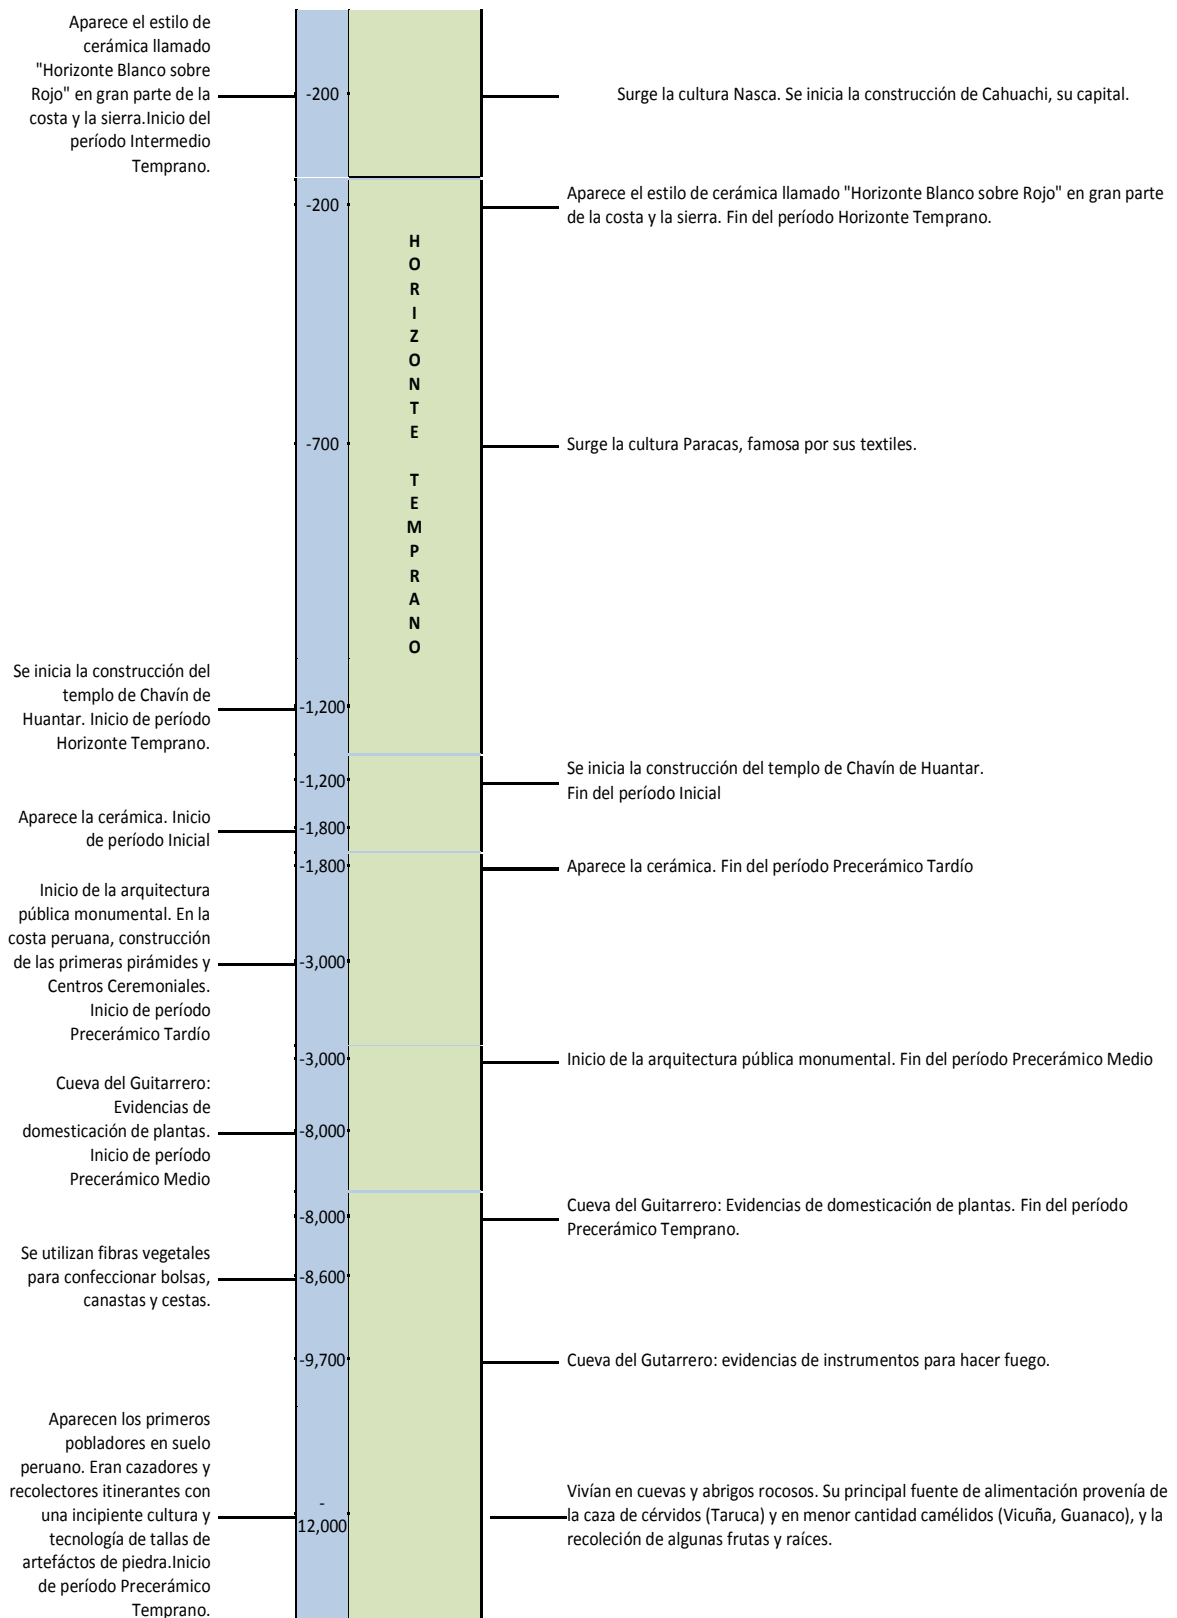 Aparece el estilo de
cerámica llamado
"Horizonte Blanco sobre
Rojo" en gran parte de la
costa y la sierra.Inicio del
período Intermedio
Temprano.
-200
Surge la cultura Nasca. Se inicia la construcción de Cahuachi, su capital.
-200
Aparece el estilo de cerámica llamado "Horizonte Blanco sobre Rojo" en gran parte
de la costa y la sierra. Fin del período Horizonte Temprano.
HORIZONTE TEMPRANO
-700
Surge la cultura Paracas, famosa por sus textiles.
Se inicia la construcción del
templo de Chavín de
Huantar. Inicio de período
Horizonte Temprano.
-1,200
-1,200
Se inicia la construcción del templo de Chavín de Huantar.
Fin del período Inicial
Aparece la cerámica. Inicio
de período Inicial
-1,800
-1,800
Aparece la cerámica. Fin del período Precerámico Tardío
Inicio de la arquitectura
pública monumental. En la
costa peruana, construcción
de las primeras pirámides y
Centros Ceremoniales.
Inicio de período
Precerámico Tardío
-3,000
-3,000
Inicio de la arquitectura pública monumental. Fin del período Precerámico Medio
Cueva del Guitarrero:
Evidencias de
domesticación de plantas.
Inicio de período
Precerámico Medio
-8,000
-8,000
Cueva del Guitarrero: Evidencias de domesticación de plantas. Fin del período
Precerámico Temprano.
Se utilizan fibras vegetales
para confeccionar bolsas,
canastas y cestas.
-8,600
-9,700
Cueva del Gutarrero: evidencias de instrumentos para hacer fuego.
Aparecen los primeros
pobladores en suelo
peruano. Eran cazadores y
recolectores itinerantes con
una incipiente cultura y
tecnología de tallas de
artefáctos de piedra.Inicio
de período Precerámico
Temprano.
-
12,000
Vivían en cuevas y abrigos rocosos. Su principal fuente de alimentación provenía de
la caza de cérvidos (Taruca) y en menor cantidad camélidos (Vicuña, Guanaco), y la
recoleción de algunas frutas y raíces.